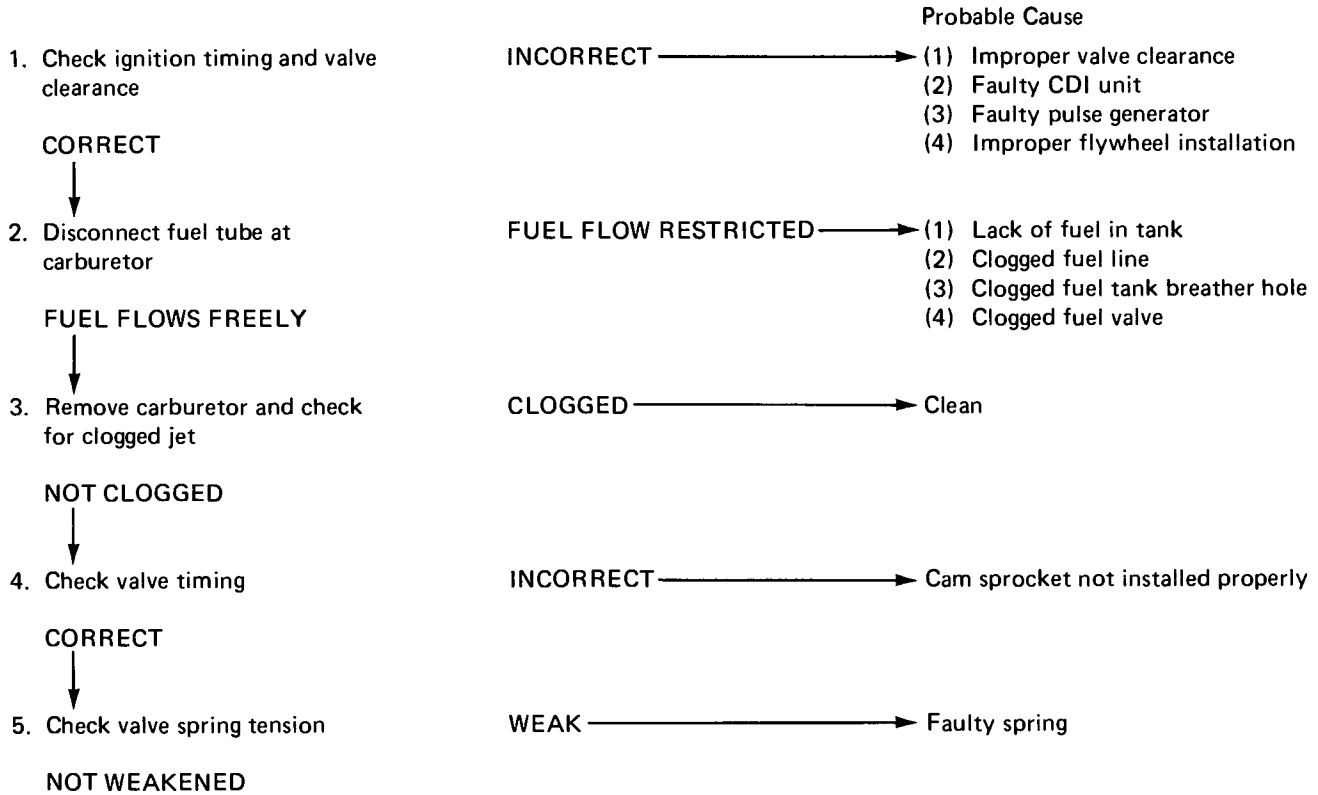 Probable Cause
1. Check ignition timing and valve
clearance
INCORRECT
(1) Improper valve clearance
(2) Faulty CDI unit
(3) Faulty pulse generator
(4) Improper flywheel installation
CORRECT
2. Disconnect fuel tube at
carburetor
FUEL FLOW RESTRICTED
(1) Lack of fuel in tank
(2) Clogged fuel line
(3) Clogged fuel tank breather hole
(4) Clogged fuel valve
FUEL FLOWS FREELY
3. Remove carburetor and check
for clogged jet
CLOGGED
Clean
NOT CLOGGED
4. Check valve timing
INCORRECT
Cam sprocket not installed properly
CORRECT
5. Check valve spring tension
WEAK
Faulty spring
NOT WEAKENED